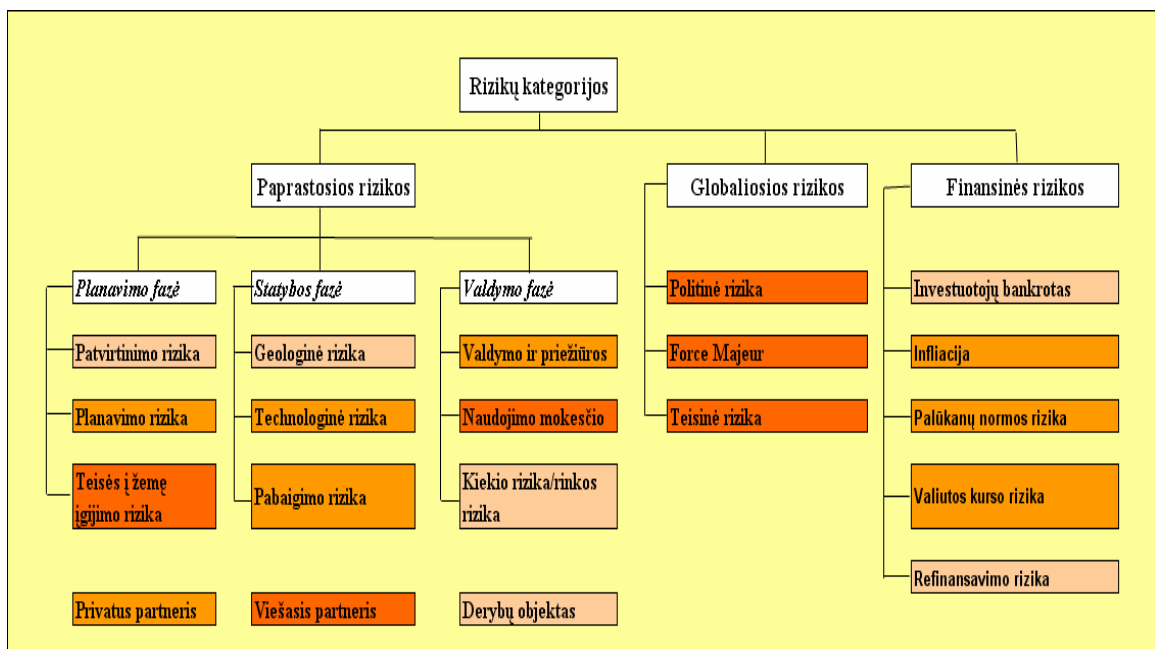 Rizikų kategorijos
Paprastosios rizikos
Globaliosios rizikos
Finansinės rizikos
Planavimo fazė
Statybos fazė
Valdymo fazė
Politinė rizika
Investuotojų bankrotas
Patvirtinimo rizika
Geologinė rizika
Valdymo ir priežiūros
Force Majeur
Infliacija
Planavimo rizika
Technologinė rizika
Naudojimo mokesčio
Teisinė rizika
Palūkanų normos rizika
Teisės į žemę
įgijimo rizika
Pabaigimo rizika
Kiekio rizika/rinkos
rizika
Valiutos kurso rizika
Refinansavimo rizika
Privatus partneris
Viešasis partneris
Derybų objektas